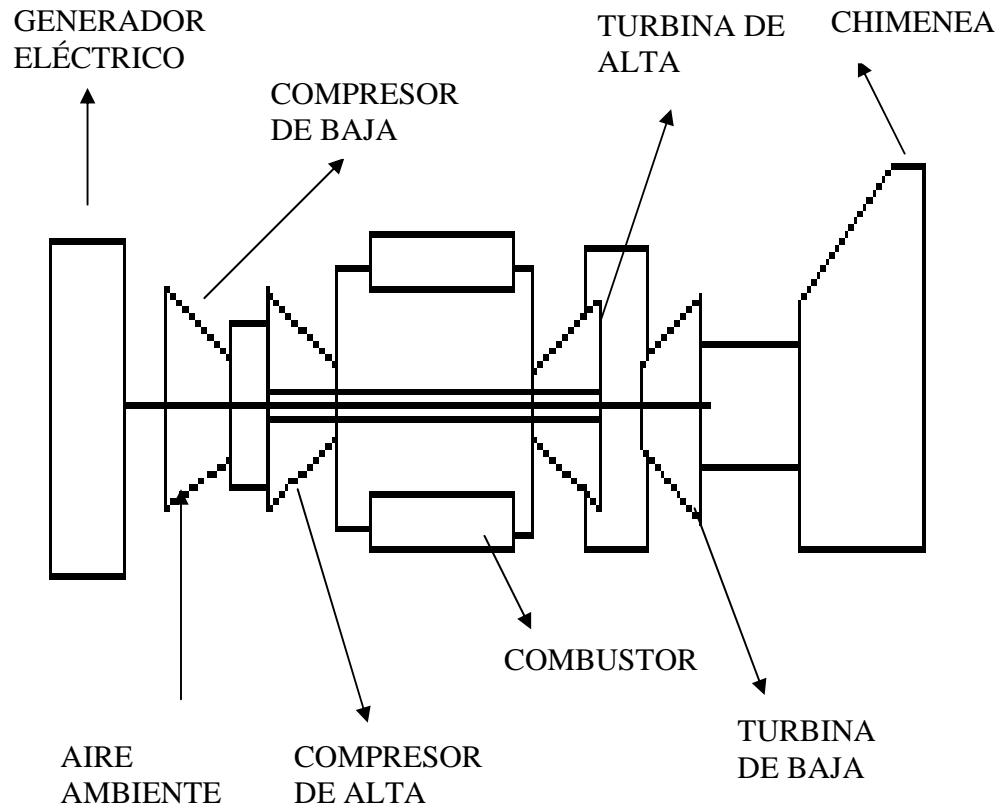 GENERADOR
ELÉCTRICO
COMPRESOR
DE BAJA
TURBINA DE
ALTA
CHIMENEA
COMBUSTOR
AIRE
AMBIENTE
COMPRESOR
DE ALTA
TURBINA
DE BAJA